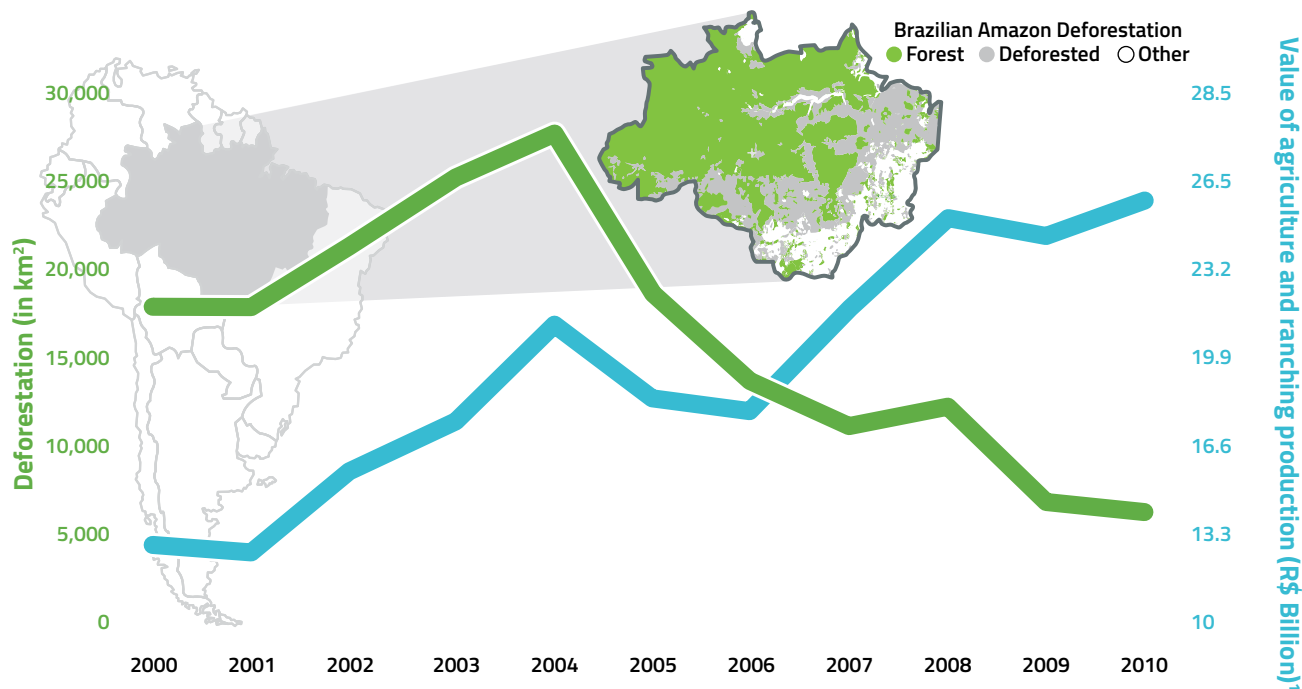 Brazilian Amazon Deforestation
Forest Deforested Other
Deforestation (in km²)
30,000
25,000
20,000
15,000
10,000
5,000
0
28.5
26.5
23.2
19.9
16.6
13.3
10
Value of agriculture and ranching production (R$ Billion)¹
2000 2001 2002 2003 2004 2005 2006 2007 2008 2009 2010